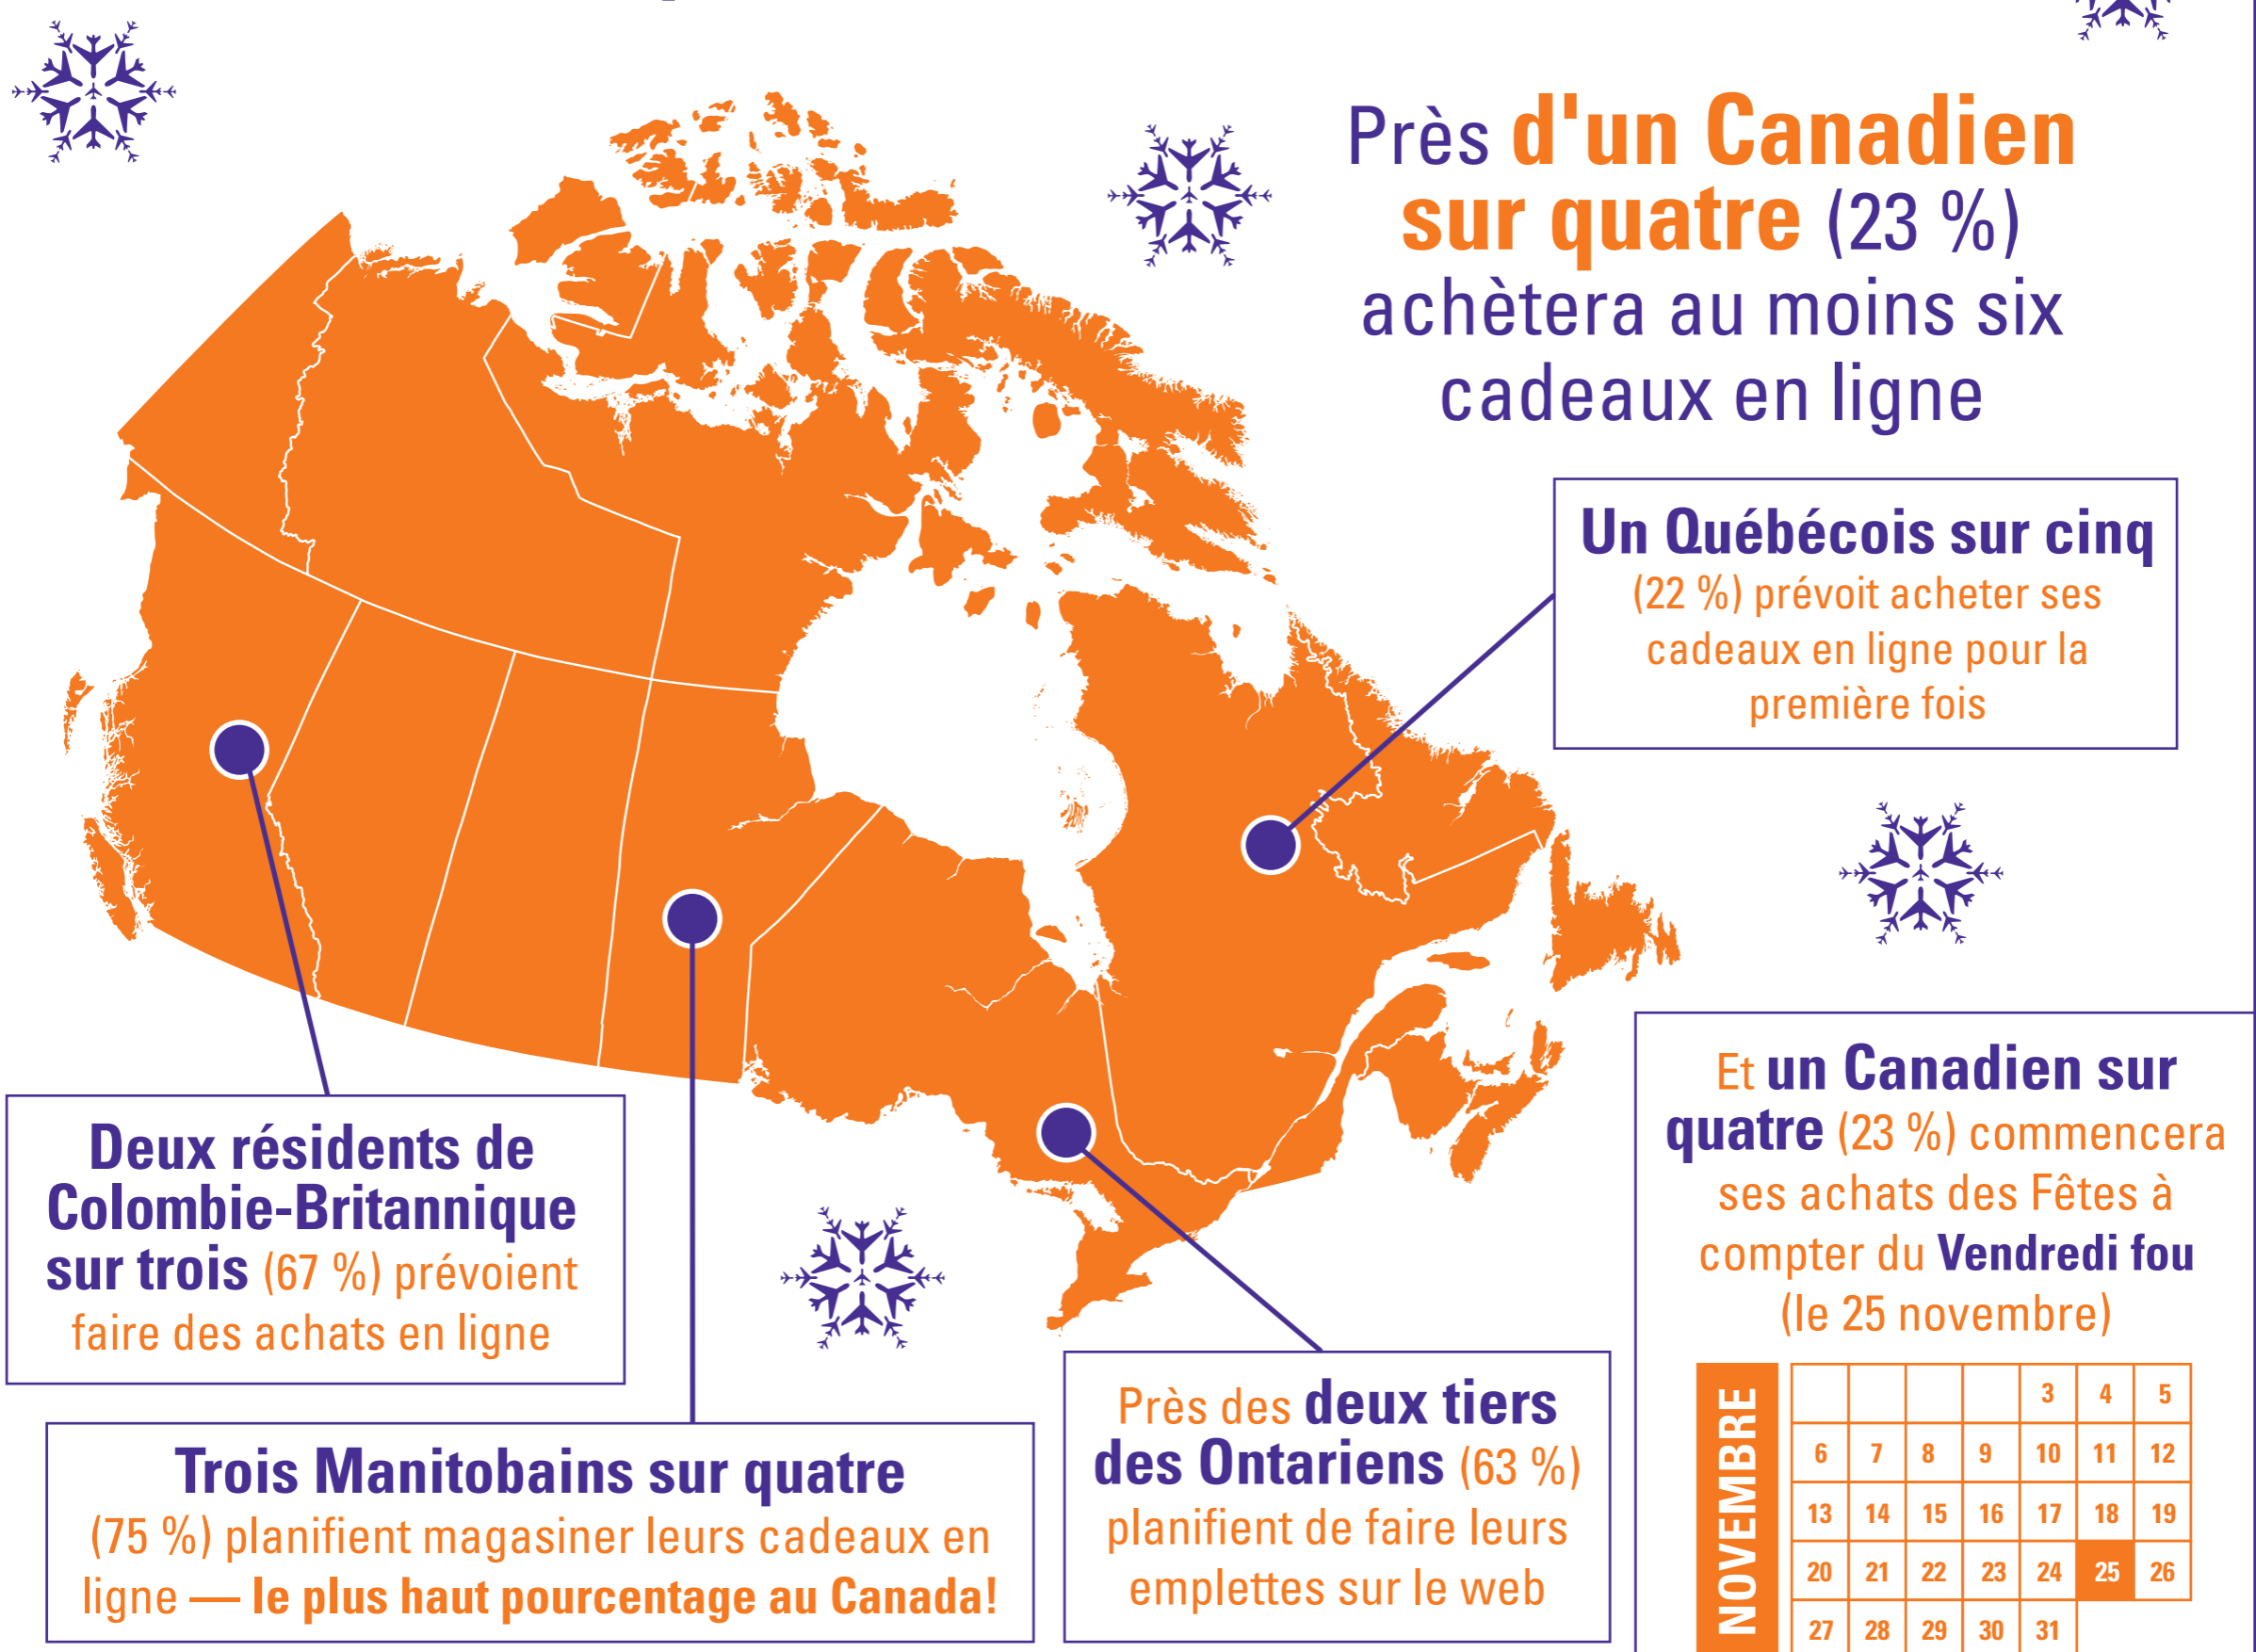 Près d'un Canadien
sur quatre (23 %)
achètera au moins six
cadeaux en ligne
Un Québécois sur cinq
(22 %) prévoit acheter ses
cadeaux en ligne pour la
première fois
Deux résidents de
Colombie-Britannique
sur trois (67 %) prévoient
faire des achats en ligne
Trois Manitobains sur quatre
(75 %) planifient magasiner leurs cadeaux en
ligne — le plus haut pourcentage au Canada!
Près des deux tiers
des Ontariens (63 %)
planifient de faire leurs
emplettes sur le web
Et un Canadien sur
quatre (23 %) commencera
ses achats des Fêtes à
compter du Vendredi fou
(le 25 novembre)
NOVEMBRE
3 4 5
6 7 8 9 10 11 12
13 14 15 16 17 18 19
20 21 22 23 24 25 26
27 28 29 30 31